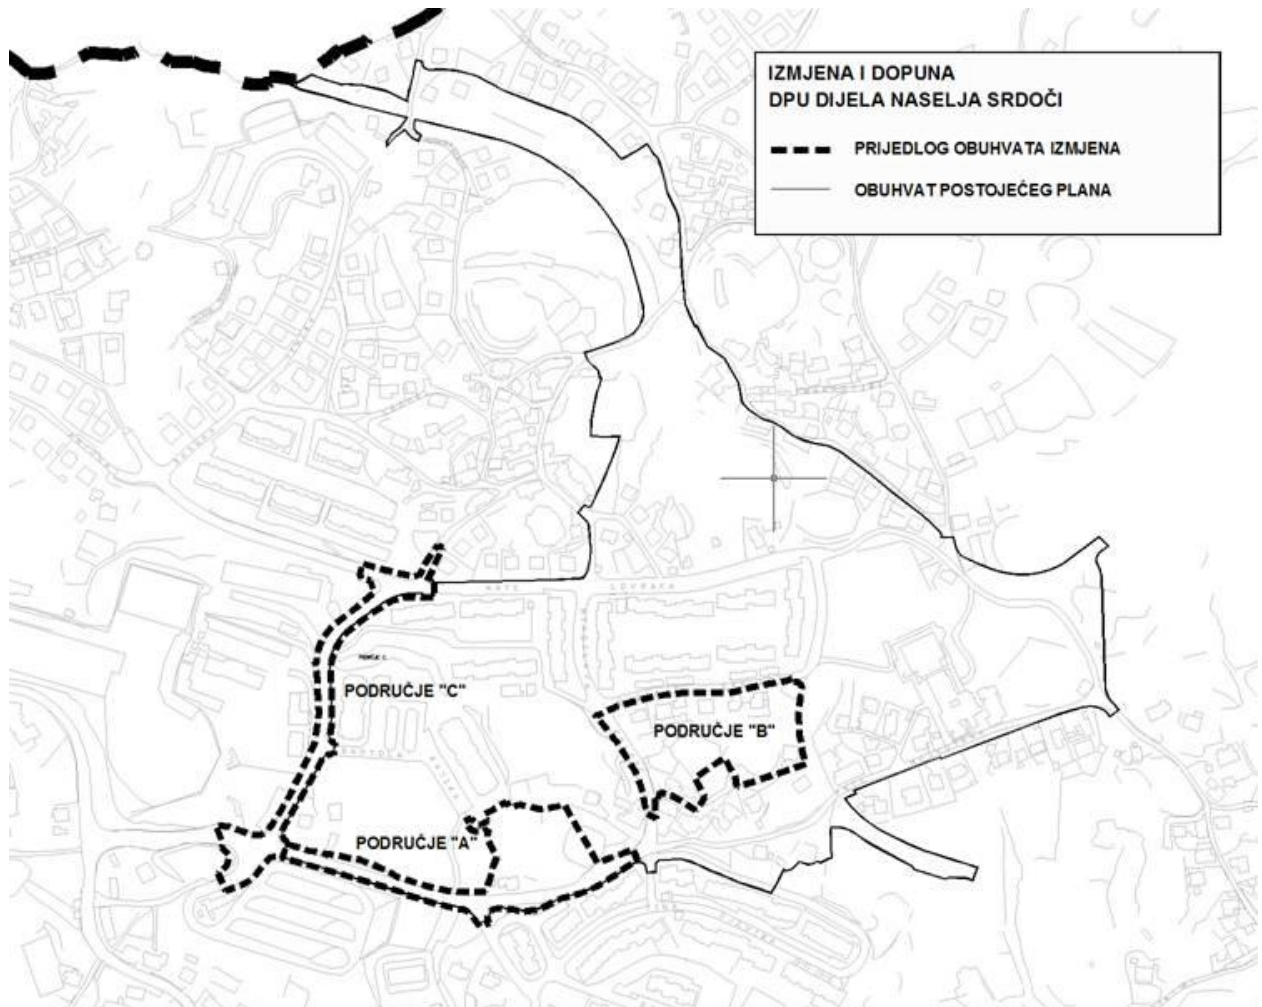 IZMJENA I DOPUNA
DPU DIJELA NASELJA SRDOČI
PRIJEDLOG OBUHVATA IZMJENA
OBUHVAT POSTOJEĆEG PLANA
PODRUČJE "C"
PODRUČJE "B"
PODRUČJE "A"